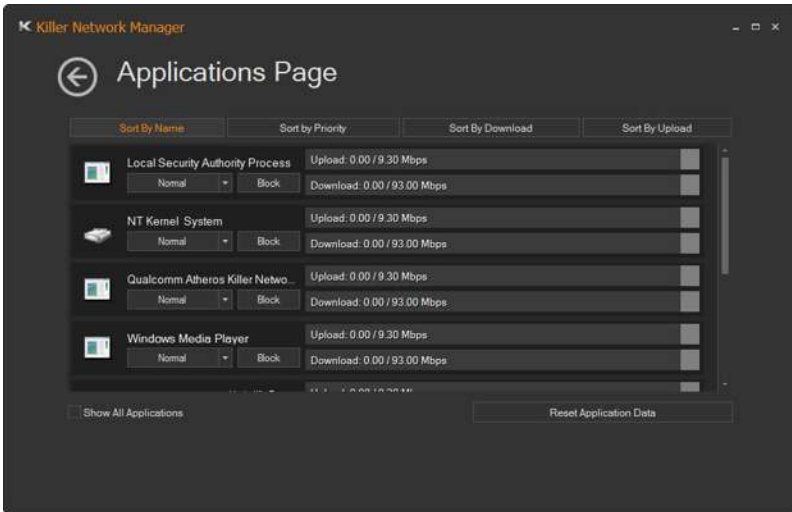 Killer Network Manager
Applications Page
Sort By Name Sort by Priority Sort By Download Sort By Upload
Local Security Authority Process Upload: 0.00 / 9.30 Mbps
Normal Block Download: 0.00 / 93.00 Mbps
NT Kernel System Upload: 0.00 / 9.30 Mbps
Normal Block Download: 0.00 / 93.00 Mbps
Qualcomm Atheros Killer Netwo... Upload: 0.00 / 9.30 Mbps
Normal Block Download: 0.00 / 93.00 Mbps
Windows Media Player Upload: 0.00 / 9.30 Mbps
Normal Block Download: 0.00 / 93.00 Mbps
Show All Applications Reset Application Data